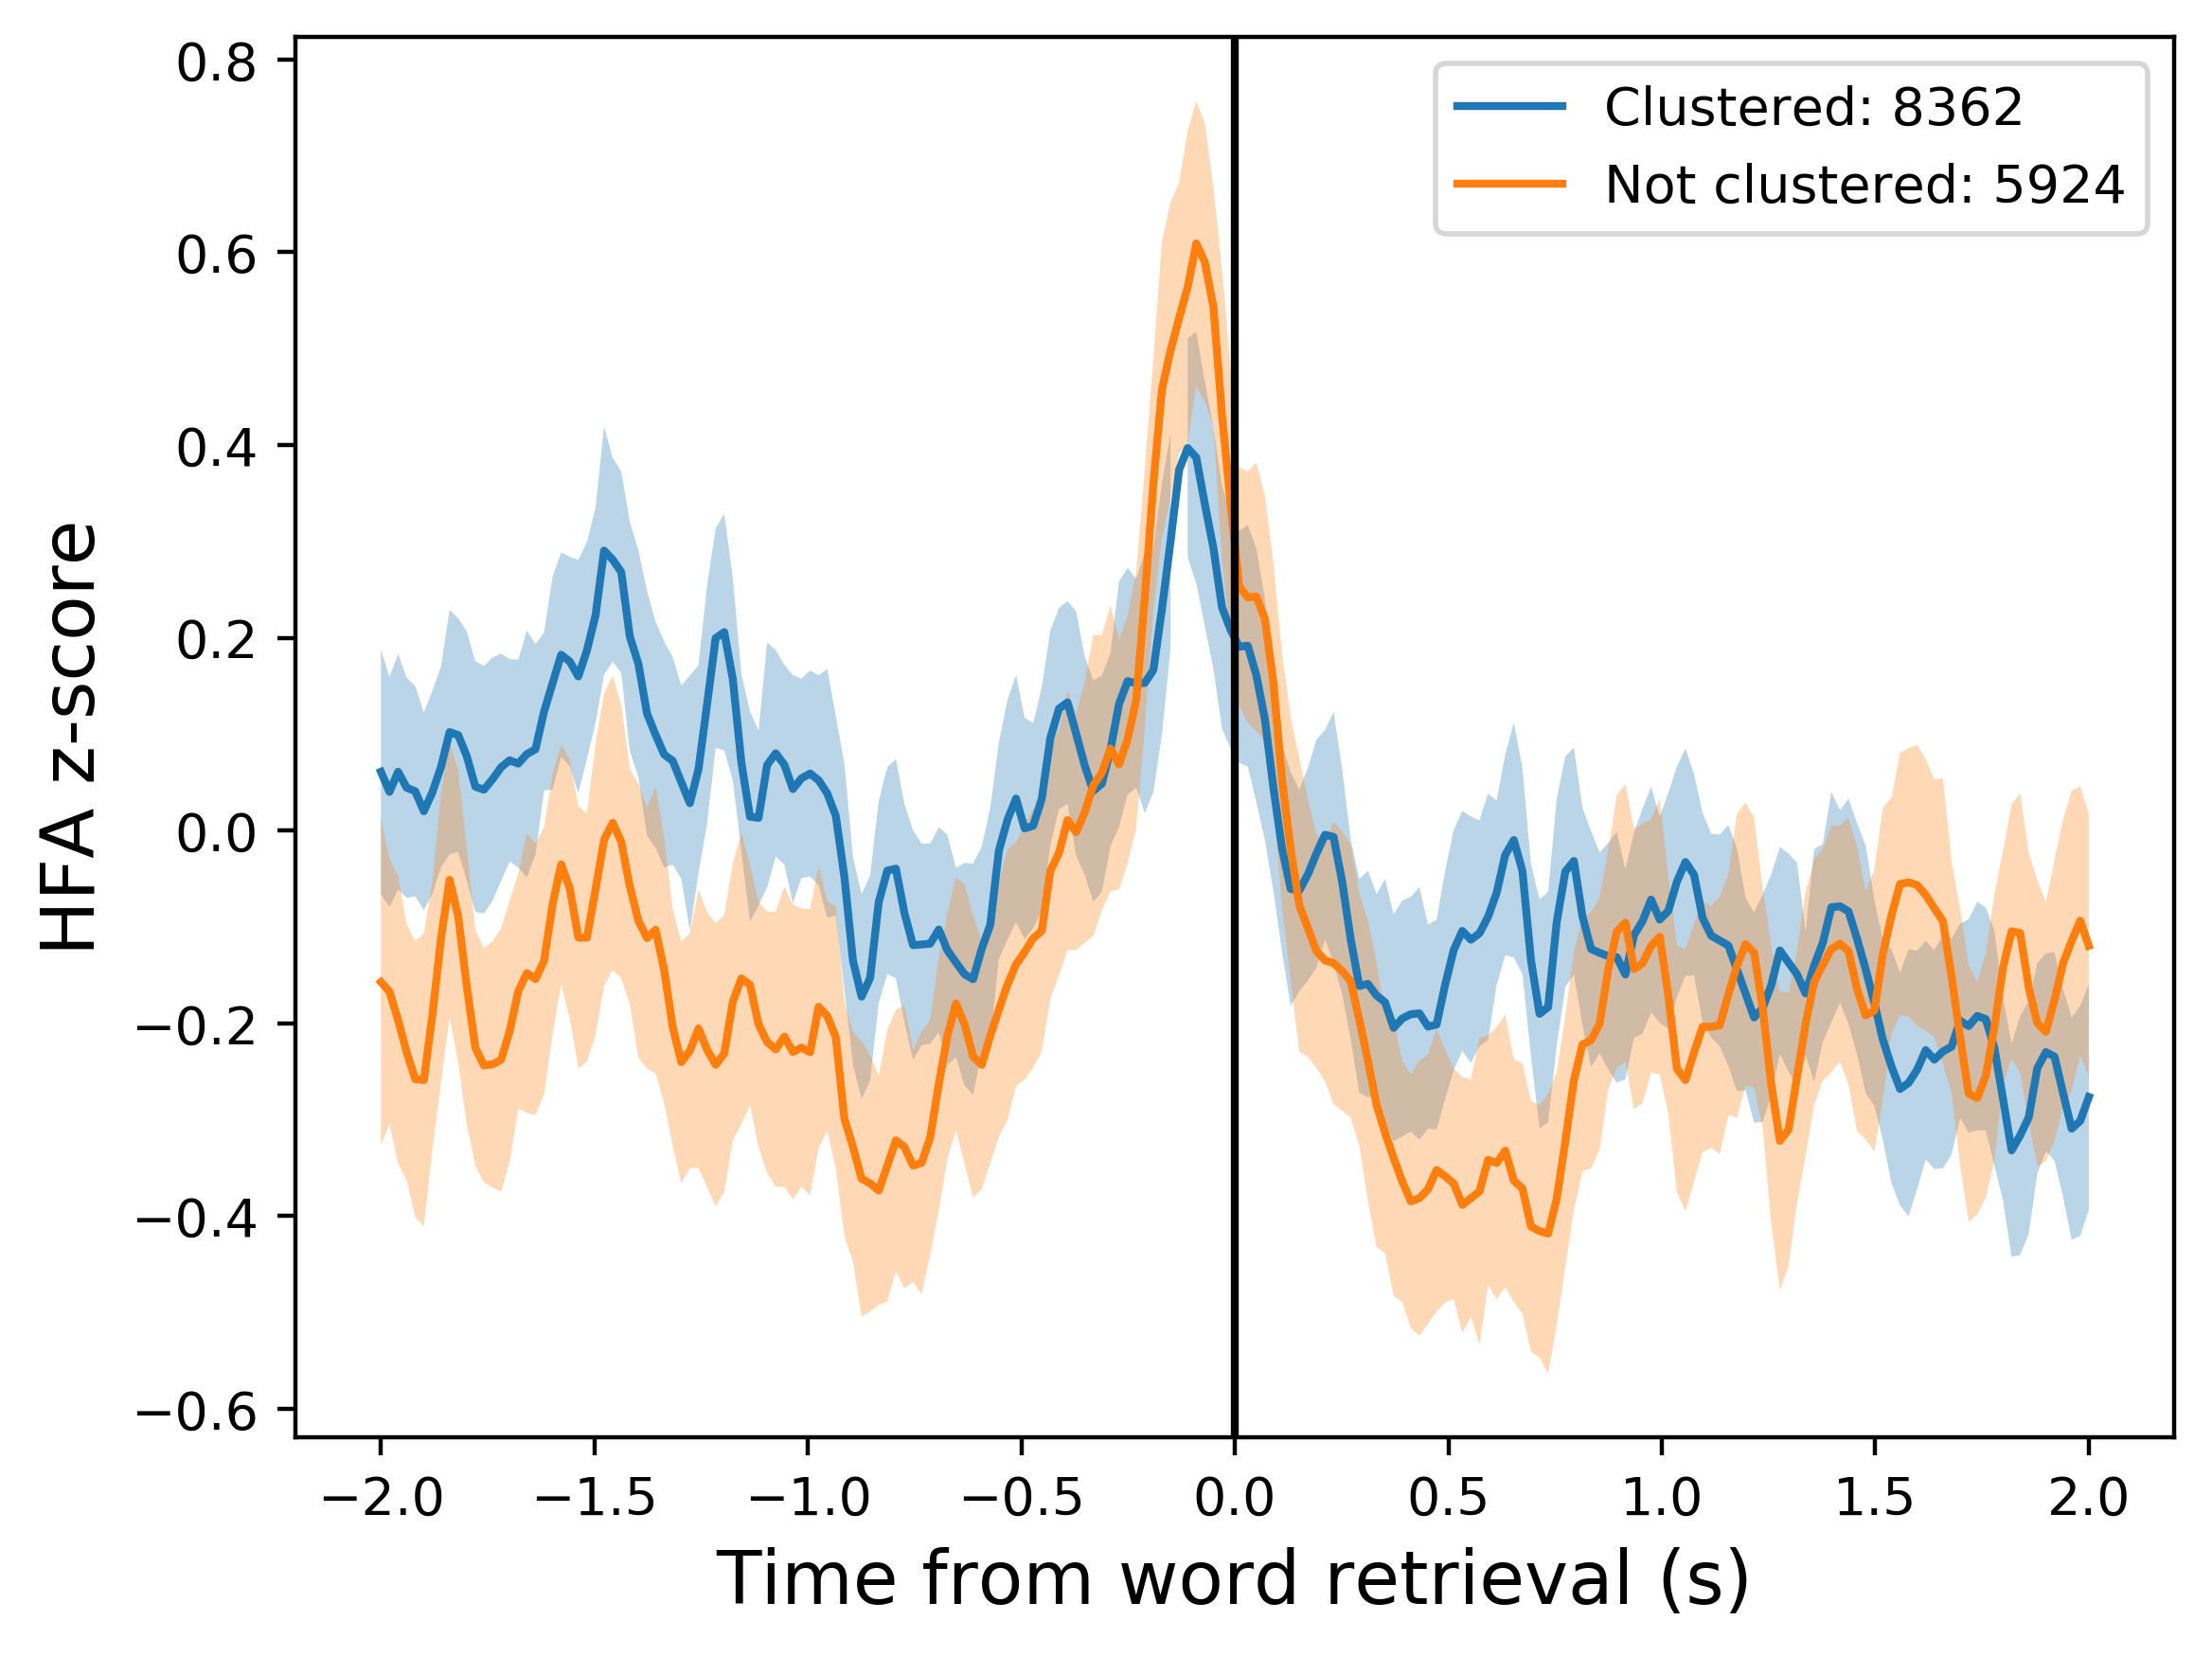 Clustered: 8362
Not clustered: 5924
HFA z-score
0.8
0.6
0.4
0.2
0.0
−0.2
−0.4
−0.6
−2.0 −1.5 −1.0 −0.5 0.0 0.5 1.0 1.5 2.0
Time from word retrieval (s)